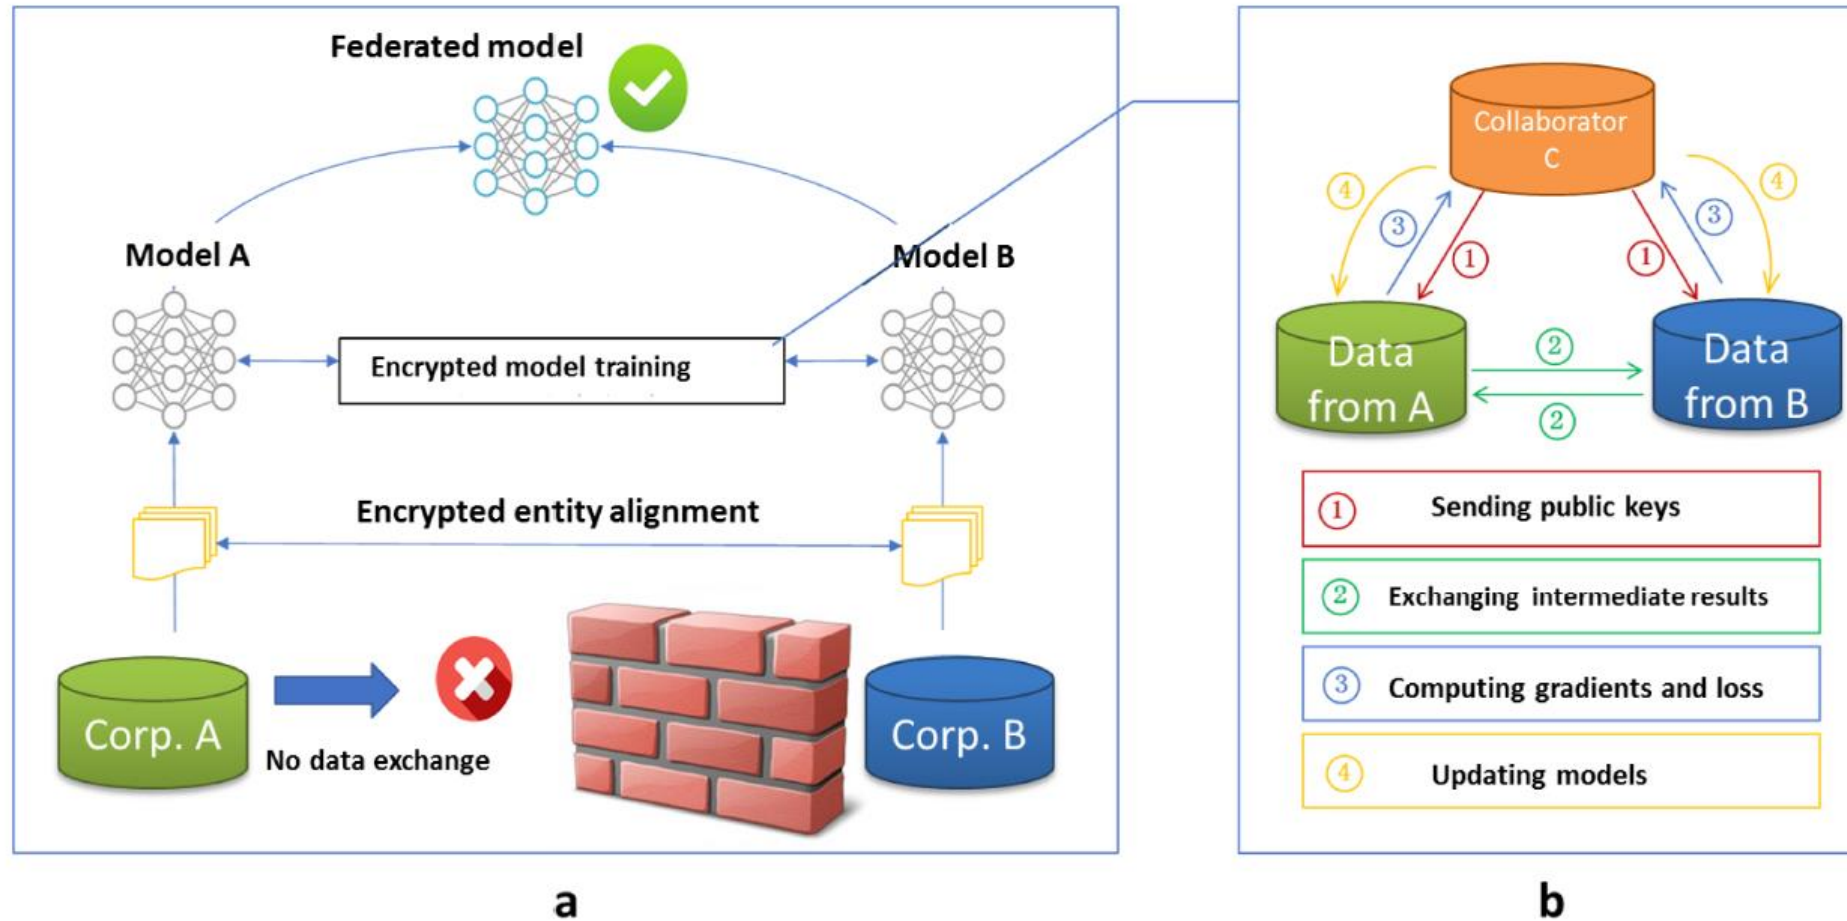 Federated model
Model A
Model B
Encrypted model training
Encrypted entity alignment
Corp. A
No data exchange
Corp. B
a
Collaborator
C
4
3
1
1
3
4
Data
from A
2
2
Data
from B
1 Sending public keys
2 Exchanging intermediate results
3 Computing gradients and loss
4 Updating models
b